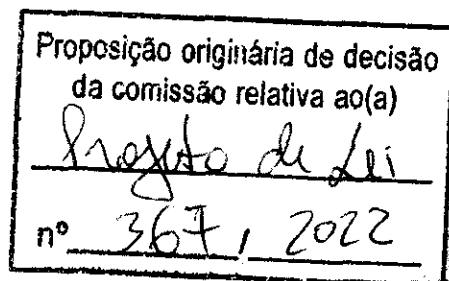 Proposição originária de decisão
da comissão relativa ao(a)
Projeto de Lei
nº 367, 2022